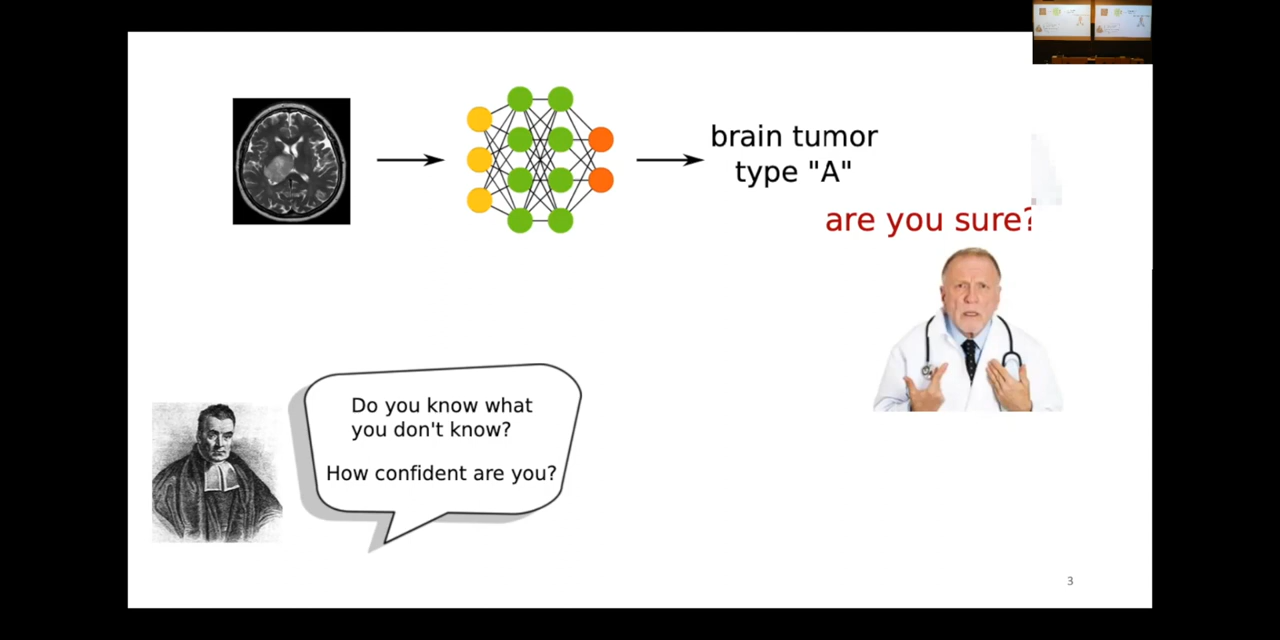 brain tumor
type "A"
are you sure?
Do you know what
you don't know?
How confident are you?
3